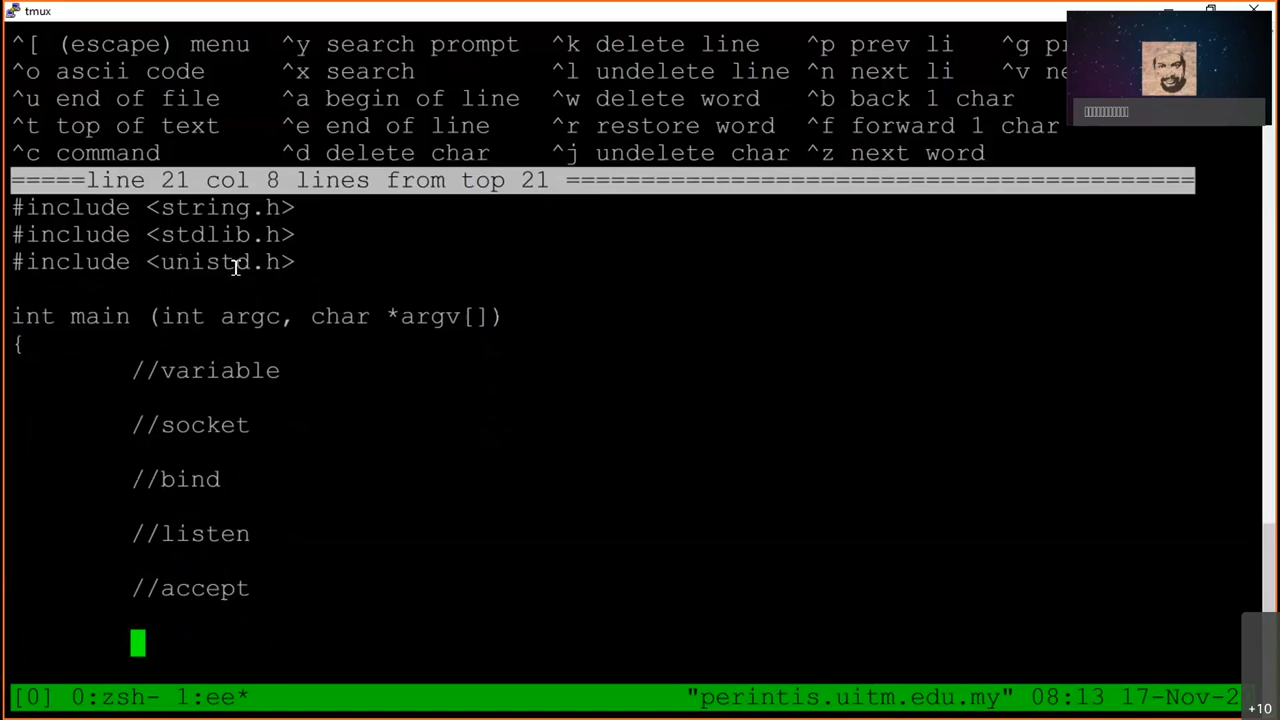 tmux
^[ (escape) menu ^y search prompt ^k delete line ^p prev li ^g
^o ascii code ^x search ^l undelete line ^n next li ^v
^u end of file ^a begin of line ^w delete word ^b back 1 char
^t top of text ^e end of line ^r restore word ^f forward 1 char
^c command ^d delete char ^j undelete char ^z next word
=====line 21 col 8 lines from top 21 ===========================================
#include <string.h>
#include <stdlib.h>
#include <unistd.h>
int main (int argc, char *argv[])
{
//variable
//socket
//bind
//listen
//accept
[0] 0:zsh- 1:ee* "perintis.uitm.edu.my" 08:13 17-Nov-2
+10